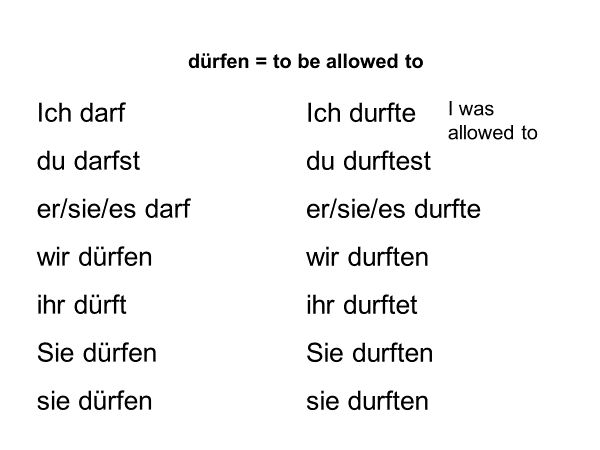 dürfen = to be allowed to
Ich darf
du darfst
er/sie/es darf
wir dürfen
ihr dürft
Sie dürfen
sie dürfen
Ich durfte
du durftest
er/sie/es durfte
wir durften
ihr durftet
Sie durften
sie durften
I was
allowed to